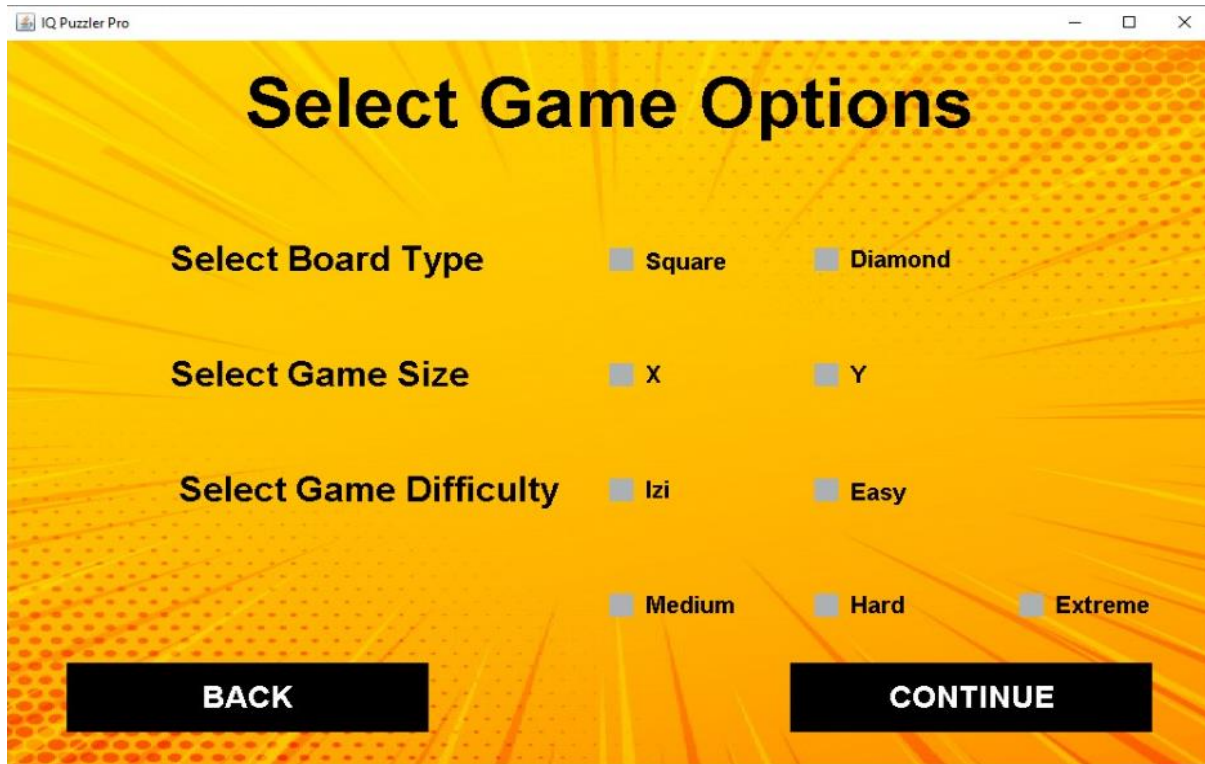 IQ Puzzler Pro
Select Game Options
Select Board Type Square Diamond
Select Game Size X Y
Select Game Difficulty Izi Easy
Medium Hard Extreme
BACK CONTINUE